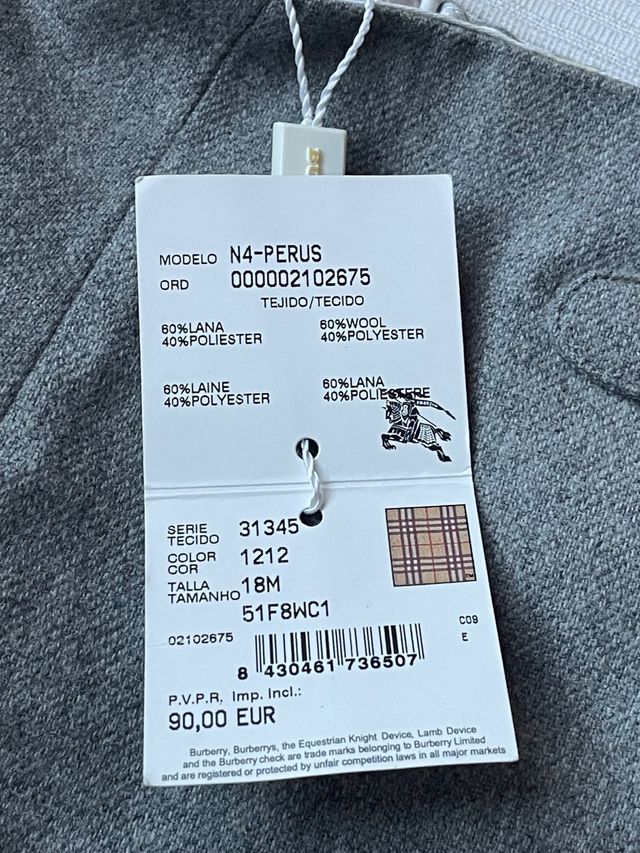 BU
MODELO N4-PERUS
ORD 000002102675
TEJIDO/TECIDO
60%LANA 60%WOOL
40%POLIESTER 40%POLYESTER
60%LAINE 60%LANA
40%POLYESTER 40%POLIESTERE
SERIE TECIDO 31345
COLOR COR 1212
TALLA TAMANHO 18M
51F8WC1
02102675 C09
E
8 430461 736507
P.V.P.R. Imp. Incl.:
90,00 EUR
Burberry, Burberrys, the Equestrian Knight Device, Lamb Device
and the Burberry check are trade marks belonging to Burberry Limited
and are registered or protected by unfair competition laws in all major markets